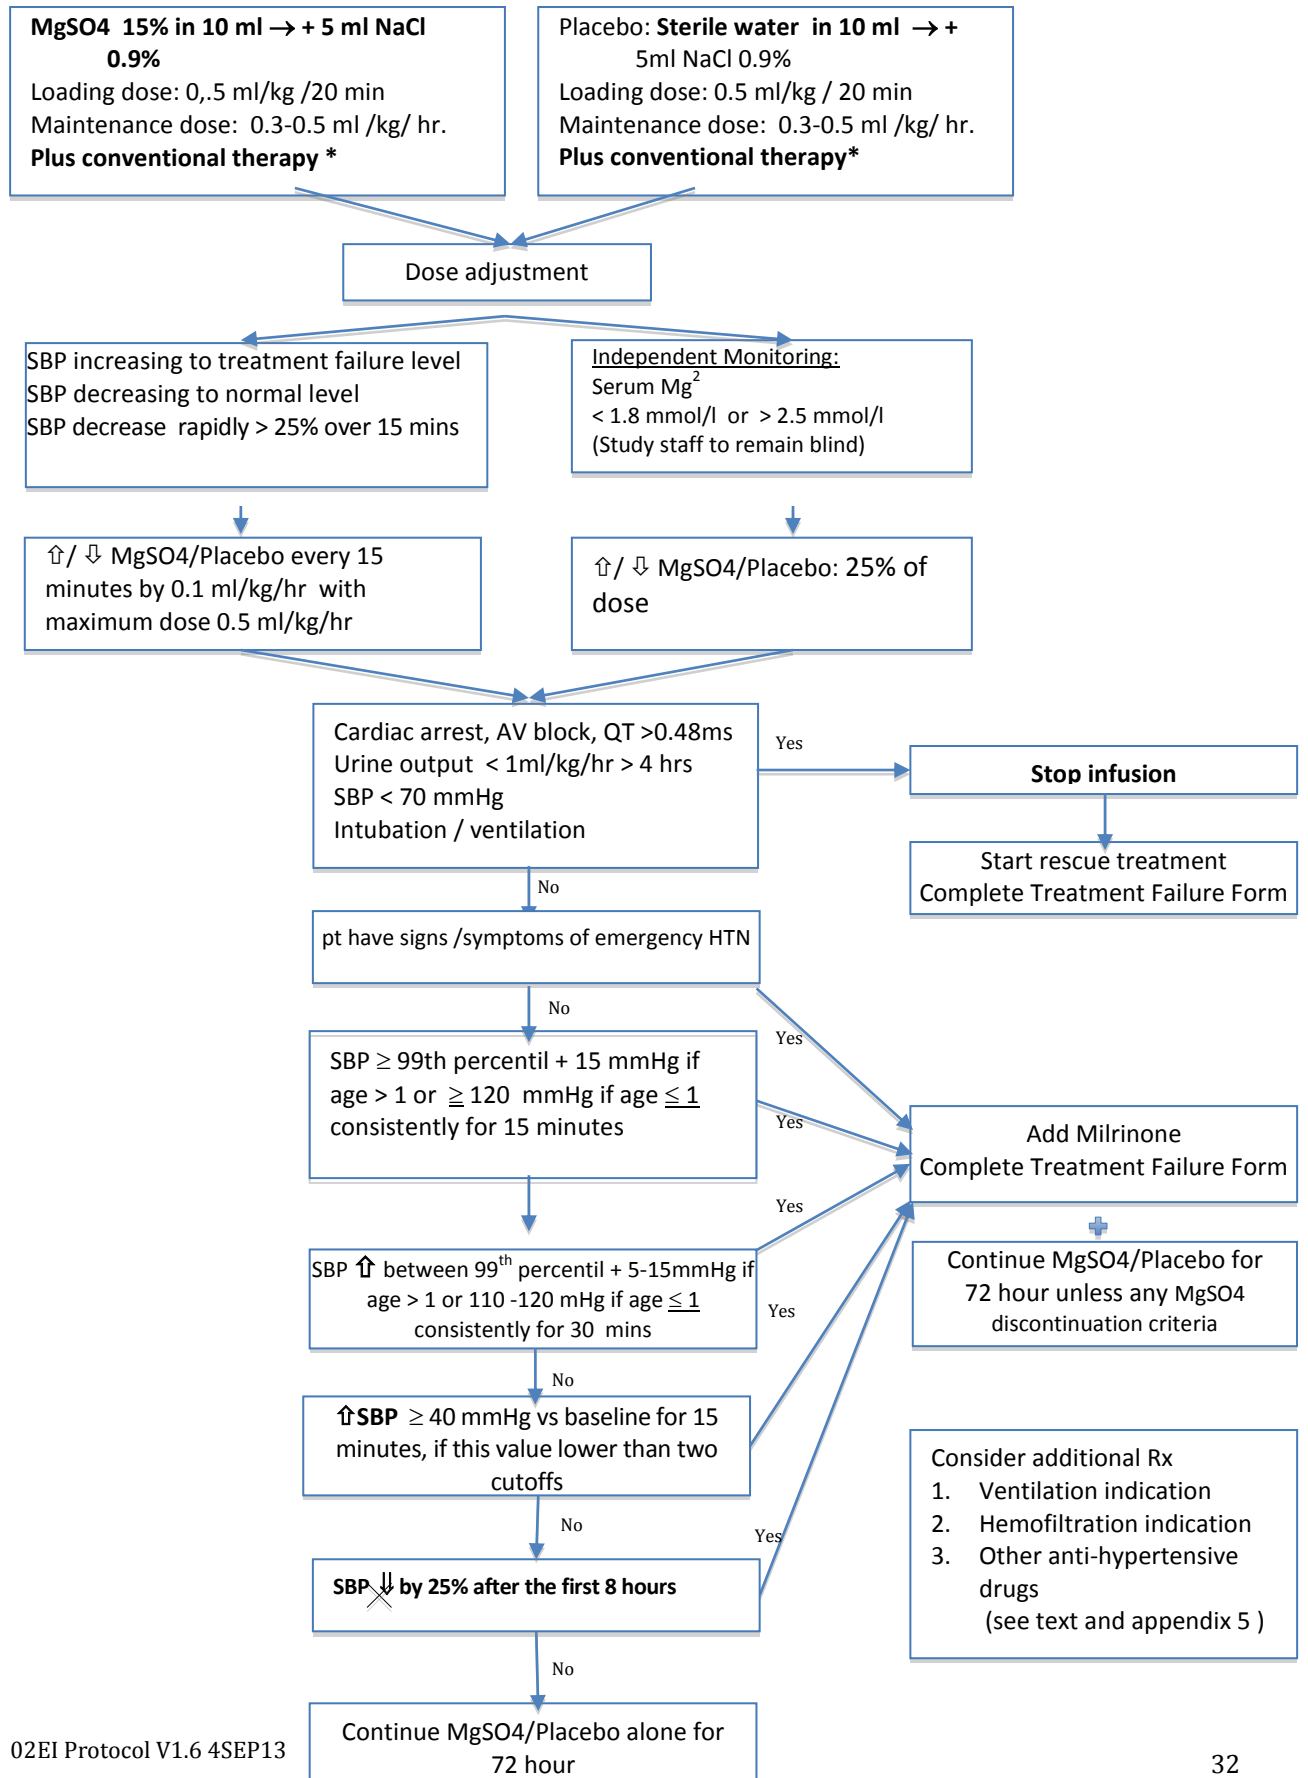 MgSO4 15% in 10 ml → + 5 ml NaCl
0.9%
Loading dose: 0,.5 ml/kg /20 min
Maintenance dose: 0.3-0.5 ml /kg/ hr.
Plus conventional therapy *
Placebo: Sterile water in 10 ml → +
5ml NaCl 0.9%
Loading dose: 0.5 ml/kg / 20 min
Maintenance dose: 0.3-0.5 ml /kg/ hr.
Plus conventional therapy*
Dose adjustment
SBP increasing to treatment failure level
SBP decreasing to normal level
SBP decrease rapidly > 25% over 15 mins
Independent Monitoring:
Serum Mg²
< 1.8 mmol/l or > 2.5 mmol/l
(Study staff to remain blind)
⇧/ ⇩ MgSO4/Placebo every 15
minutes by 0.1 ml/kg/hr with
maximum dose 0.5 ml/kg/hr
⇧/ ⇩ MgSO4/Placebo: 25% of
dose
Cardiac arrest, AV block, QT >0.48ms
Urine output < 1ml/kg/hr > 4 hrs
SBP < 70 mmHg
Intubation / ventilation
Yes
Stop infusion
Start rescue treatment
Complete Treatment Failure Form
No
pt have signs /symptoms of emergency HTN
No
Yes
SBP ≥ 99th percentil + 15 mmHg if
age > 1 or ≧ 120 mmHg if age ≤ 1
consistently for 15 minutes
Yes
Add Milrinone
Complete Treatment Failure Form
Yes
SBP ⇧ between 99th percentil + 5-15mmHg if
age > 1 or 110 -120 mHg if age ≤ 1
consistently for 30 mins
Yes
Continue MgSO4/Placebo for
72 hour unless any MgSO4
discontinuation criteria
No
⇧SBP ≥ 40 mmHg vs baseline for 15
minutes, if this value lower than two
cutoffs
Consider additional Rx
1. Ventilation indication
2. Hemofiltration indication
3. Other anti-hypertensive
drugs
(see text and appendix 5 )
No
Yes
SBP ⇓ by 25% after the first 8 hours
No
Continue MgSO4/Placebo alone for
72 hour
02EI Protocol V1.6 4SEP13
32